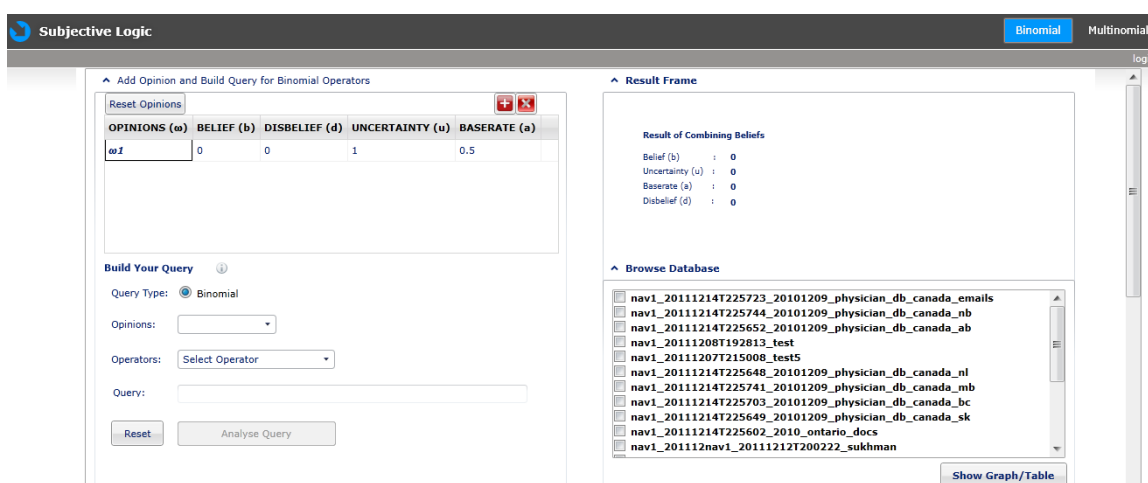 Subjective Logic
Binomial
Multinomial
log
Add Opinion and Build Query for Binomial Operators
Reset Opinions
OPINIONS (ω) BELIEF (b) DISBELIEF (d) UNCERTAINTY (u) BASERATE (a)
ω1 0 0 1 0.5
Build Your Query
Query Type: Binomial
Opinions:
Operators: Select Operator
Query:
Reset Analyse Query
Result Frame
Result of Combining Beliefs
Belief (b) : 0
Uncertainty (u) : 0
Baserate (a) : 0
Disbelief (d) : 0
Browse Database
nav1_20111214T225723_20101209_physician_db_canada_emails
nav1_20111214T225744_20101209_physician_db_canada_nb
nav1_20111214T225652_20101209_physician_db_canada_ab
nav1_20111208T192813_test
nav1_20111207T215008_test5
nav1_20111214T225648_20101209_physician_db_canada_nl
nav1_20111214T225741_20101209_physician_db_canada_mb
nav1_20111214T225703_20101209_physician_db_canada_bc
nav1_20111214T225649_20101209_physician_db_canada_sk
nav1_20111214T225602_2010_ontario_docs
nav1_201112nav1_20111212T200222_sukhman
Show Graph/Table